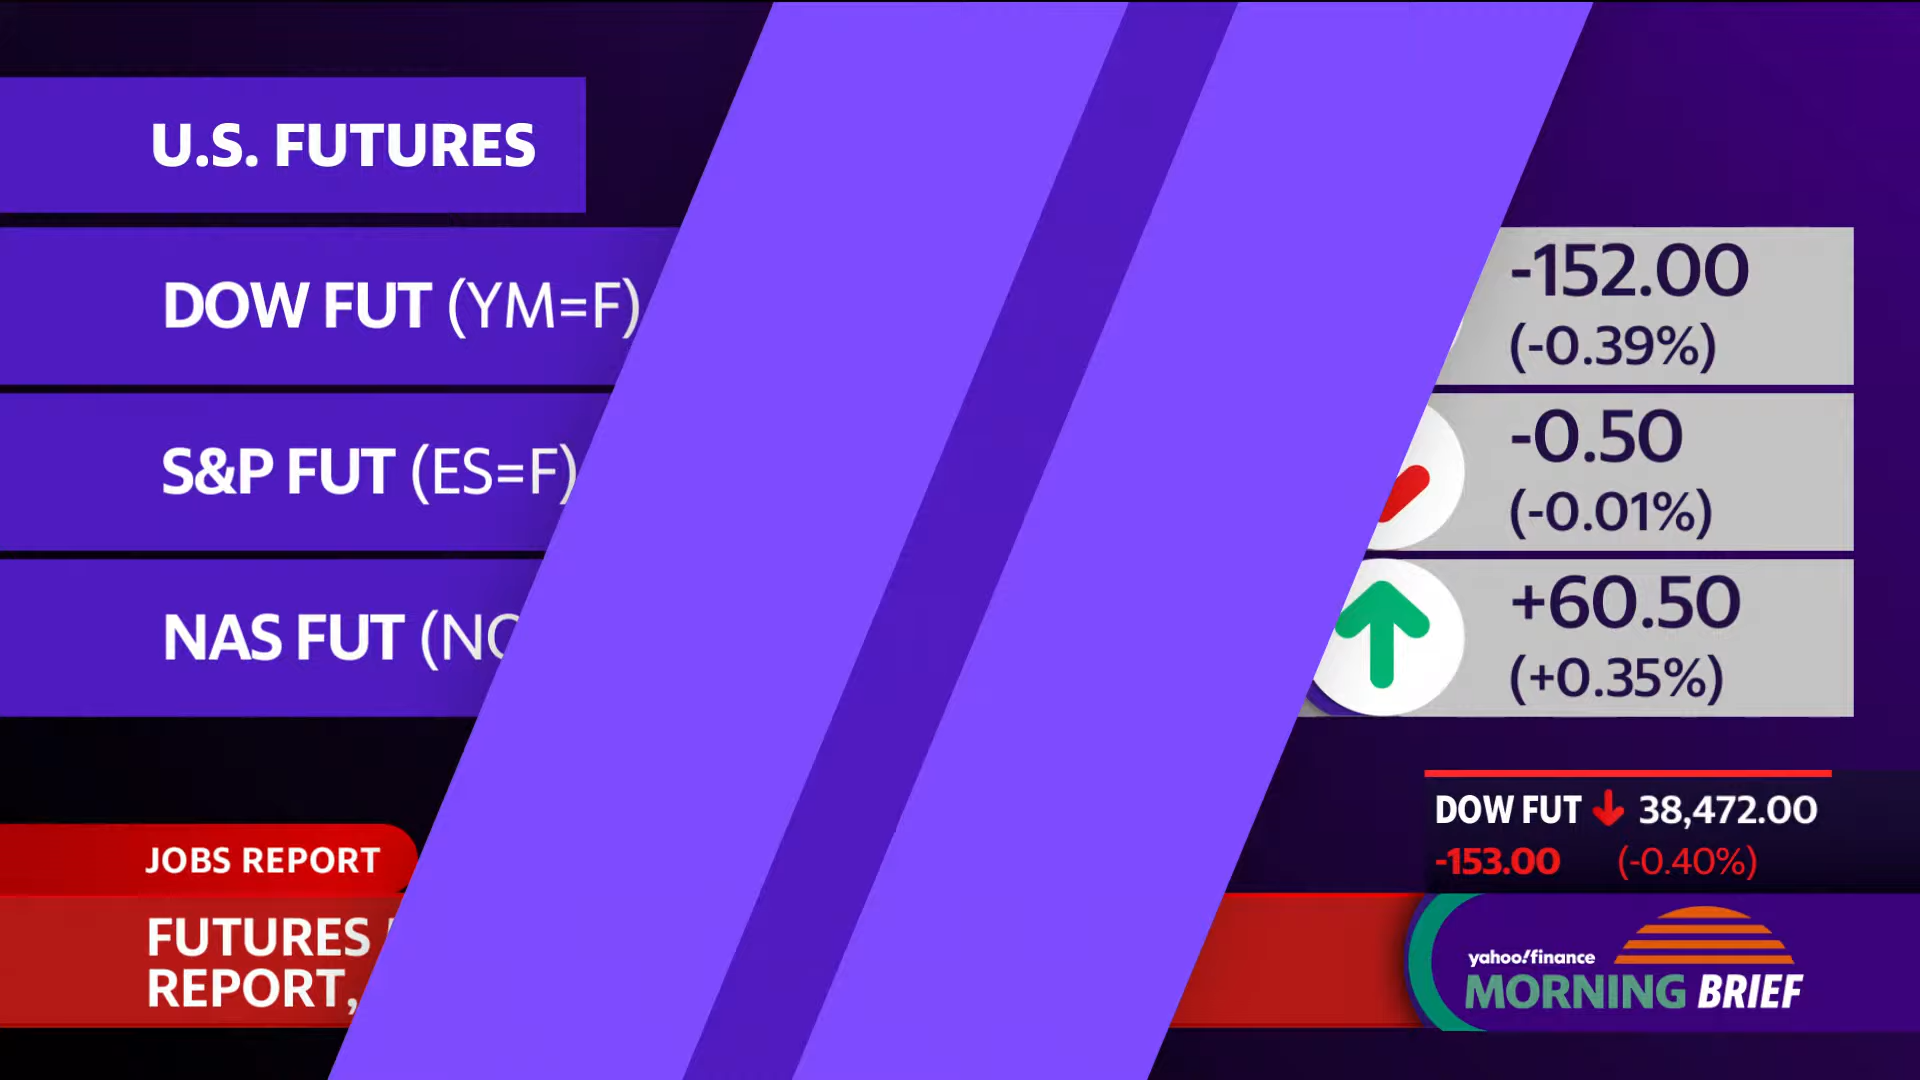 U.S. FUTURES
DOW FUT (YM=F)
-152.00
(-0.39%)
S&P FUT (ES=F)
-0.50
(-0.01%)
NAS FUT
+60.50
(+0.35%)
DOW FUT 38,472.00
-153.00 (-0.40%)
JOBS REPORT
FUTURES
REPORT,
yahoo!finance
MORNING BRIEF